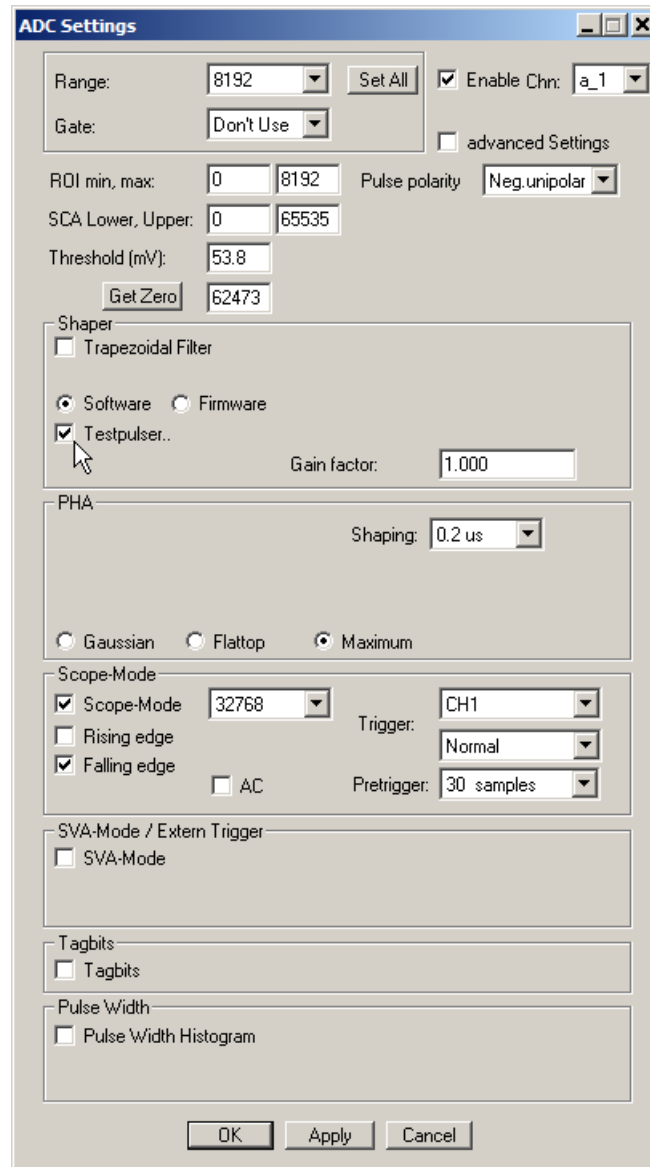 ADC Settings
Range: 8192 Set All Enable Chn: a_1
Gate: Don't Use
advanced Settings
ROI min, max: 0 8192 Pulse polarity Neg.unipolar
SCA Lower, Upper: 0 65535
Threshold (mV): 53.8
Get Zero 62473
Shaper
Trapezoidal Filter
Software Firmware
Testpulser..
Gain factor: 1.000
PHA
Shaping: 0.2 us
Gaussian Flattop Maximum
Scope-Mode
Scope-Mode 32768 CH1
Trigger:
Rising edge Normal
Falling edge
AC Pretrigger: 30 samples
SVA-Mode / Extern Trigger
SVA-Mode
Tagbits
Tagbits
Pulse Width
Pulse Width Histogram
OK Apply Cancel